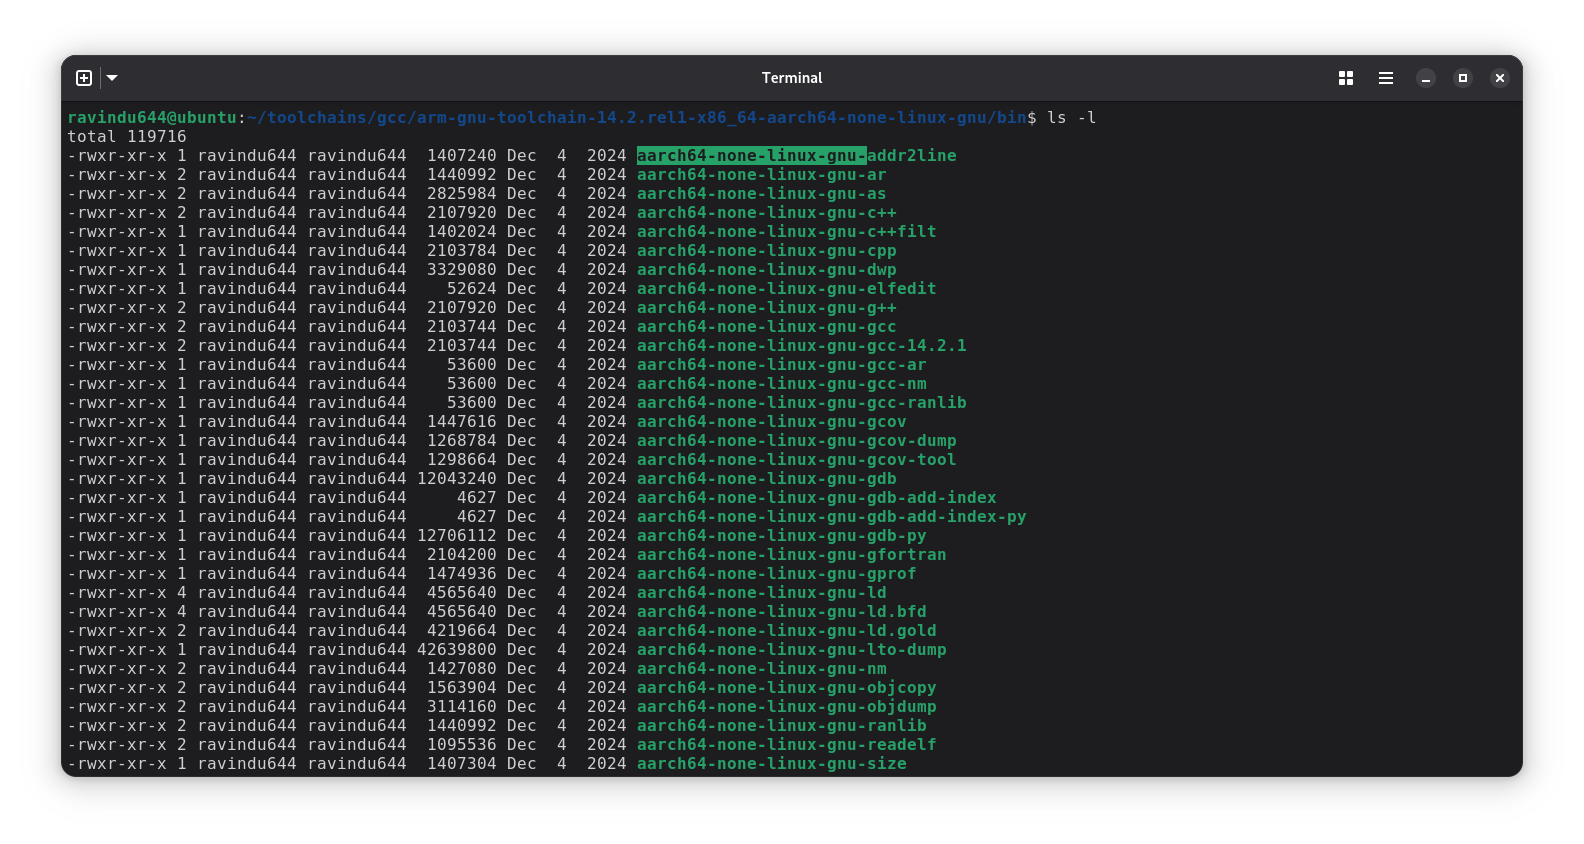 Terminal
ravindu644@ubuntu:~/toolchains/gcc/arm-gnu-toolchain-14.2.rel1-x86_64-aarch64-none-linux-gnu/bin$ ls -l
total 119716
-rwxr-xr-x 1 ravindu644 ravindu644  1407240 Dec  4  2024 aarch64-none-linux-gnu-addr2line
-rwxr-xr-x 2 ravindu644 ravindu644  1440992 Dec  4  2024 aarch64-none-linux-gnu-ar
-rwxr-xr-x 2 ravindu644 ravindu644  2825984 Dec  4  2024 aarch64-none-linux-gnu-as
-rwxr-xr-x 2 ravindu644 ravindu644  2107920 Dec  4  2024 aarch64-none-linux-gnu-c++
-rwxr-xr-x 1 ravindu644 ravindu644  1402024 Dec  4  2024 aarch64-none-linux-gnu-c++filt
-rwxr-xr-x 1 ravindu644 ravindu644  2103784 Dec  4  2024 aarch64-none-linux-gnu-cpp
-rwxr-xr-x 1 ravindu644 ravindu644  3329080 Dec  4  2024 aarch64-none-linux-gnu-dwp
-rwxr-xr-x 1 ravindu644 ravindu644    52624 Dec  4  2024 aarch64-none-linux-gnu-elfedit
-rwxr-xr-x 2 ravindu644 ravindu644  2107920 Dec  4  2024 aarch64-none-linux-gnu-g++
-rwxr-xr-x 2 ravindu644 ravindu644  2103744 Dec  4  2024 aarch64-none-linux-gnu-gcc
-rwxr-xr-x 2 ravindu644 ravindu644  2103744 Dec  4  2024 aarch64-none-linux-gnu-gcc-14.2.1
-rwxr-xr-x 1 ravindu644 ravindu644    53600 Dec  4  2024 aarch64-none-linux-gnu-gcc-ar
-rwxr-xr-x 1 ravindu644 ravindu644    53600 Dec  4  2024 aarch64-none-linux-gnu-gcc-nm
-rwxr-xr-x 1 ravindu644 ravindu644    53600 Dec  4  2024 aarch64-none-linux-gnu-gcc-ranlib
-rwxr-xr-x 1 ravindu644 ravindu644  1447616 Dec  4  2024 aarch64-none-linux-gnu-gcov
-rwxr-xr-x 1 ravindu644 ravindu644  1268784 Dec  4  2024 aarch64-none-linux-gnu-gcov-dump
-rwxr-xr-x 1 ravindu644 ravindu644  1298664 Dec  4  2024 aarch64-none-linux-gnu-gcov-tool
-rwxr-xr-x 1 ravindu644 ravindu644 12043240 Dec  4  2024 aarch64-none-linux-gnu-gdb
-rwxr-xr-x 1 ravindu644 ravindu644     4627 Dec  4  2024 aarch64-none-linux-gnu-gdb-add-index
-rwxr-xr-x 1 ravindu644 ravindu644     4627 Dec  4  2024 aarch64-none-linux-gnu-gdb-add-index-py
-rwxr-xr-x 1 ravindu644 ravindu644 12706112 Dec  4  2024 aarch64-none-linux-gnu-gdb-py
-rwxr-xr-x 1 ravindu644 ravindu644  2104200 Dec  4  2024 aarch64-none-linux-gnu-gfortran
-rwxr-xr-x 1 ravindu644 ravindu644  1474936 Dec  4  2024 aarch64-none-linux-gnu-gprof
-rwxr-xr-x 4 ravindu644 ravindu644  4565640 Dec  4  2024 aarch64-none-linux-gnu-ld
-rwxr-xr-x 4 ravindu644 ravindu644  4565640 Dec  4  2024 aarch64-none-linux-gnu-ld.bfd
-rwxr-xr-x 2 ravindu644 ravindu644  4219664 Dec  4  2024 aarch64-none-linux-gnu-ld.gold
-rwxr-xr-x 1 ravindu644 ravindu644 42639800 Dec  4  2024 aarch64-none-linux-gnu-lto-dump
-rwxr-xr-x 2 ravindu644 ravindu644  1427080 Dec  4  2024 aarch64-none-linux-gnu-nm
-rwxr-xr-x 2 ravindu644 ravindu644  1563904 Dec  4  2024 aarch64-none-linux-gnu-objcopy
-rwxr-xr-x 2 ravindu644 ravindu644  3114160 Dec  4  2024 aarch64-none-linux-gnu-objdump
-rwxr-xr-x 2 ravindu644 ravindu644  1440992 Dec  4  2024 aarch64-none-linux-gnu-ranlib
-rwxr-xr-x 2 ravindu644 ravindu644  1095536 Dec  4  2024 aarch64-none-linux-gnu-readelf
-rwxr-xr-x 1 ravindu644 ravindu644  1407304 Dec  4  2024 aarch64-none-linux-gnu-size